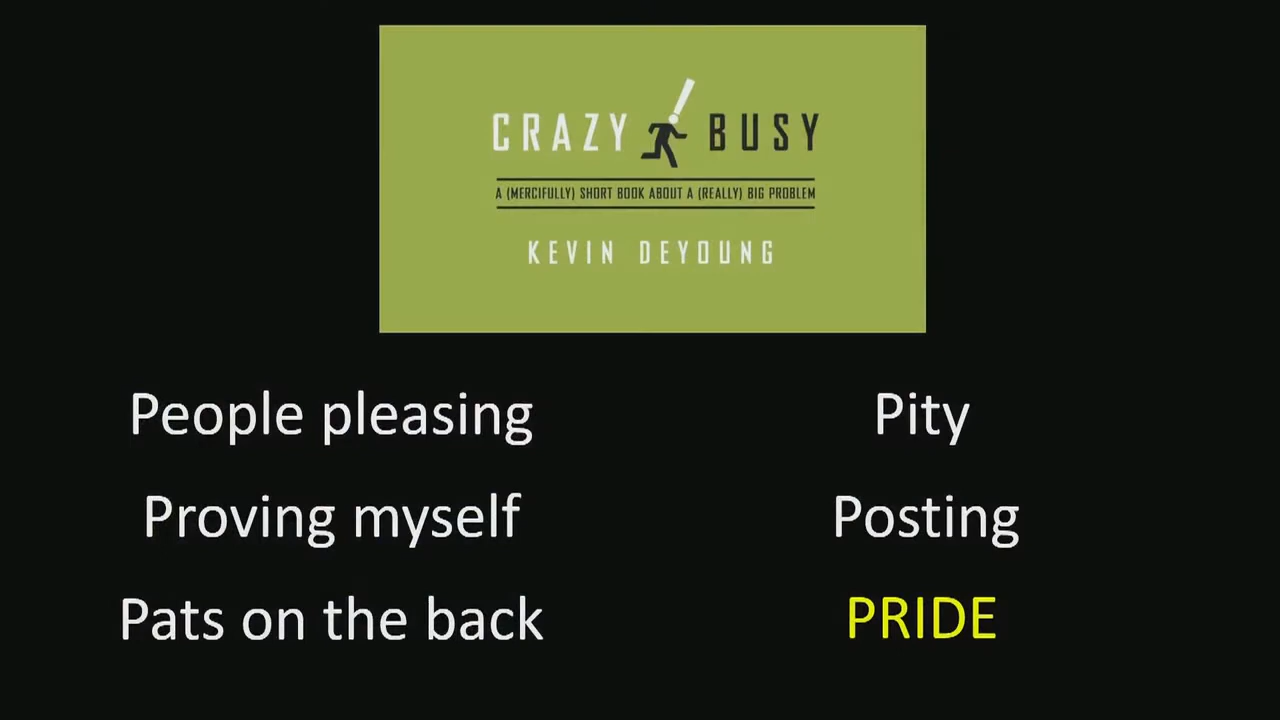 CRAZY BUSY
A (MERCIFULLY) SHORT BOOK ABOUT A (REALLY) BIG PROBLEM
KEVIN DEYOUNG
People pleasing
Proving myself
Pats on the back
Pity
Posting
PRIDE